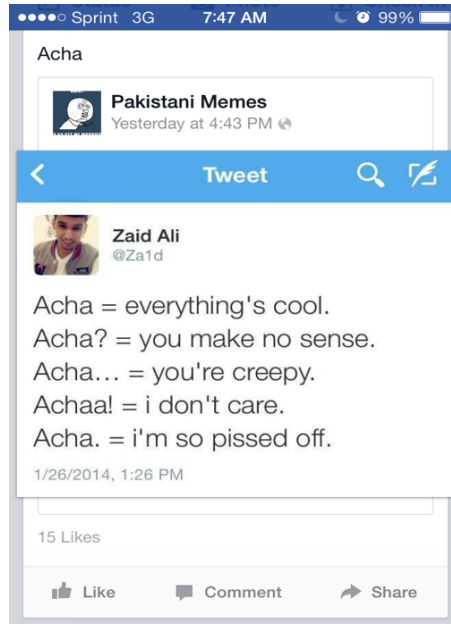 Sprint 3G 7:47 AM 99%
Acha
Pakistani Memes
Yesterday at 4:43 PM
Tweet
Zaid Ali
@Za1d
Acha = everything's cool.
Acha? = you make no sense.
Acha... = you're creepy.
Achaa! = i don't care.
Acha. = i'm so pissed off.
1/26/2014, 1:26 PM
15 Likes
Like Comment Share